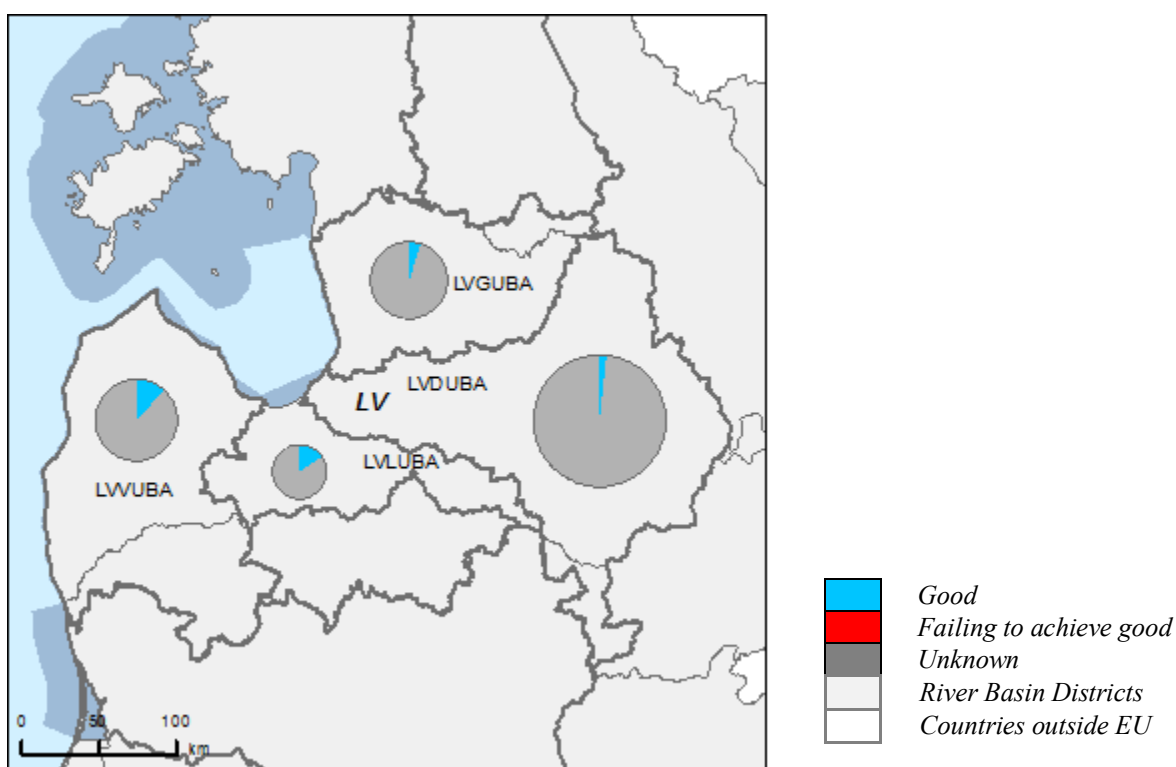 LVGUBA
LVDUBA
LV
LVLUBA
LVVUBA
0 50 100
km
Good
Failing to achieve good
Unknown
River Basin Districts
Countries outside EU